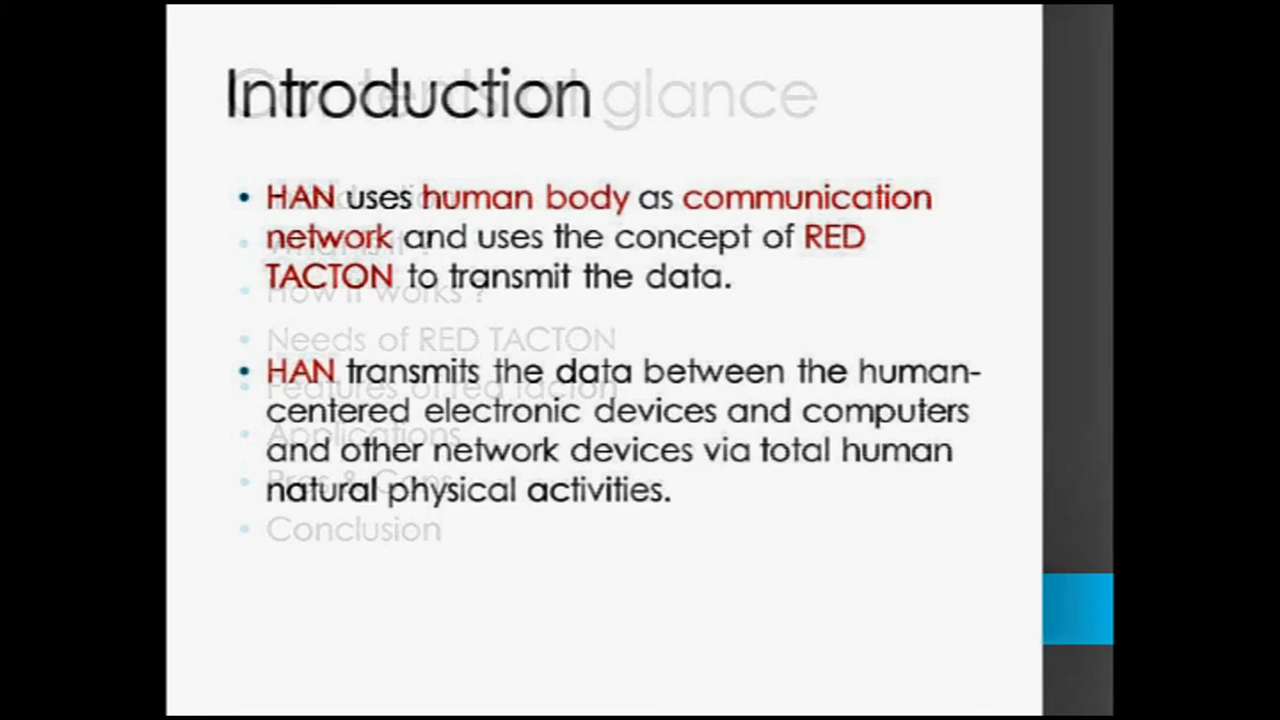 Introduction
glance
• HAN uses human body as communication
network and uses the concept of RED
TACTON to transmit the data.
How it works ?
• Needs of RED TACTON
• HAN transmits the data between the human-
Features of red tacton
centered electronic devices and computers
Applications
and other network devices via total human
natural physical activities.
• Conclusion